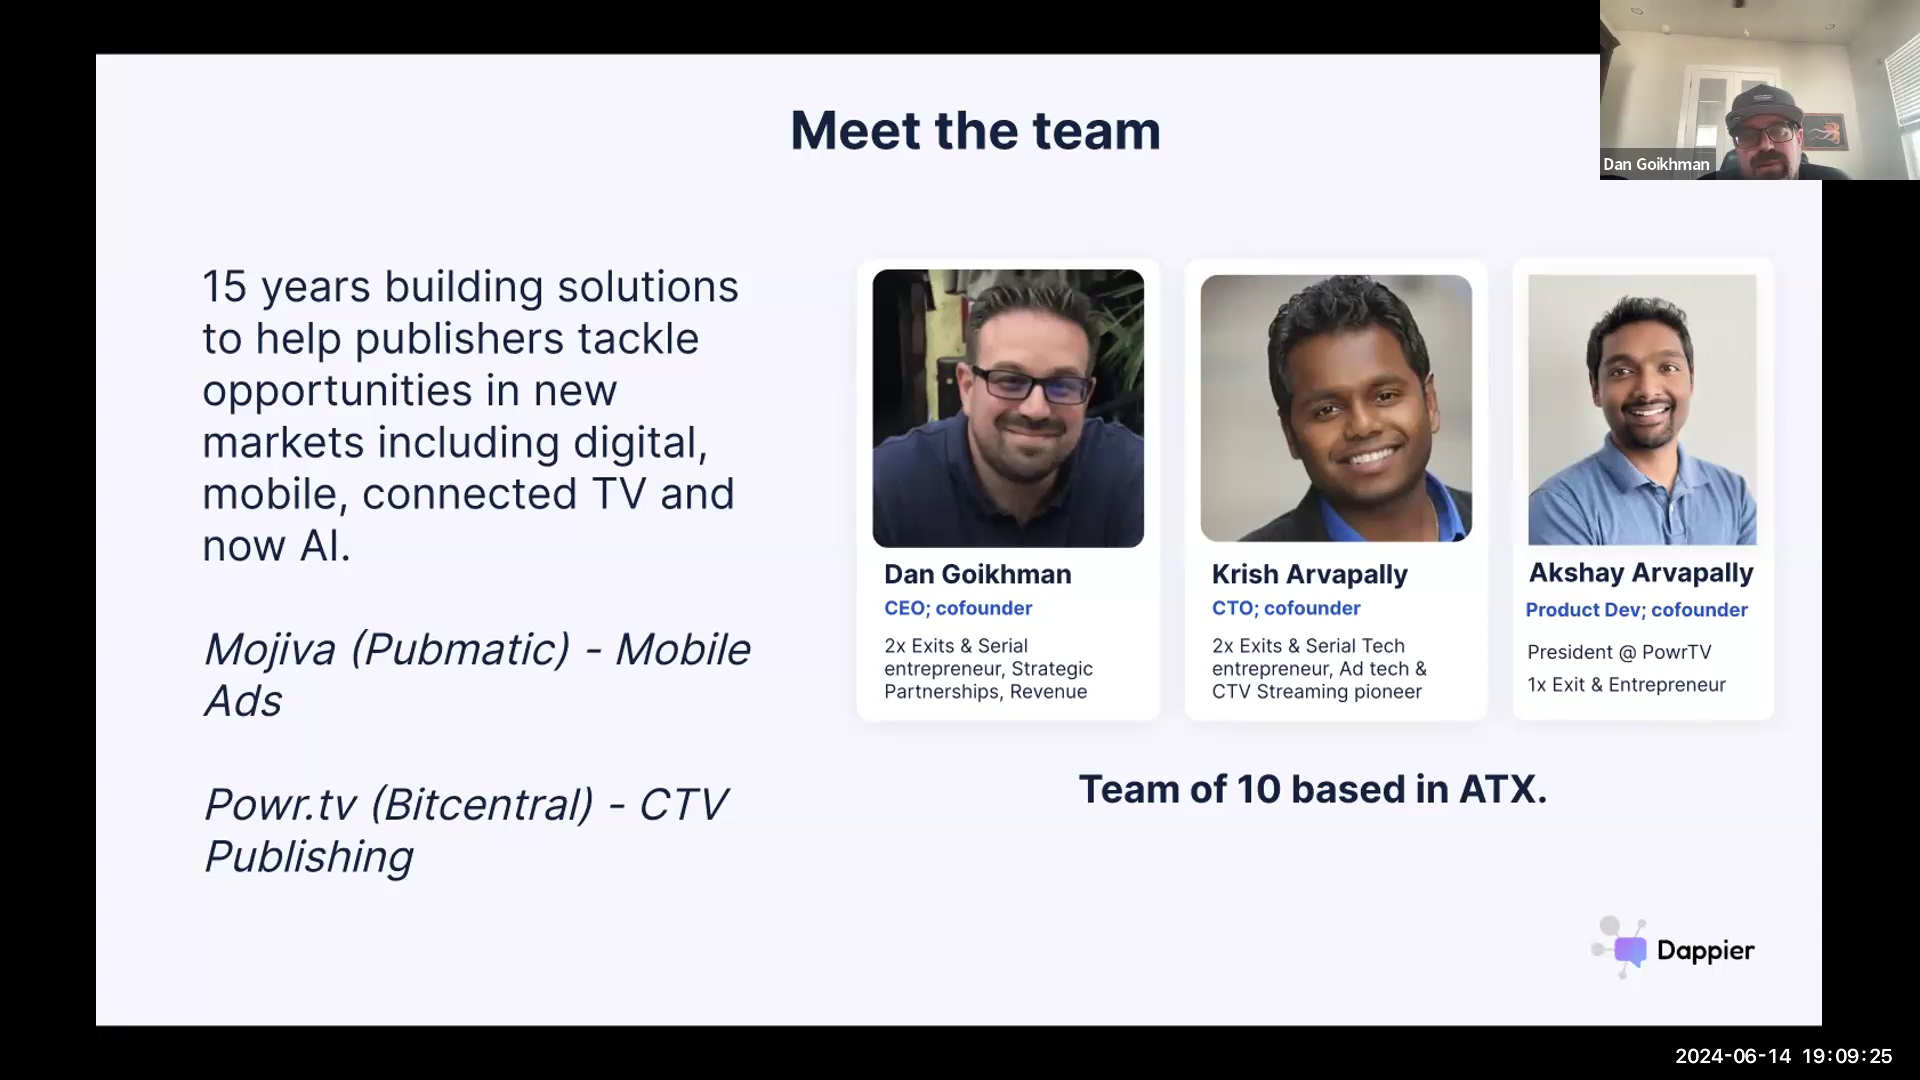 Meet the team
Dan Goikhman
15 years building solutions
to help publishers tackle
opportunities in new
markets including digital,
mobile, connected TV and
now AI.
Mojiva (Pubmatic) - Mobile
Ads
Powr.tv (Bitcentral) - CTV
Publishing
Dan Goikhman
CEO; cofounder
2x Exits & Serial
entrepreneur, Strategic
Partnerships, Revenue
Krish Arvapally
CTO; cofounder
2x Exits & Serial Tech
entrepreneur, Ad tech &
CTV Streaming pioneer
Akshay Arvapally
Product Dev; cofounder
President @ PowrTV
1x Exit & Entrepreneur
Team of 10 based in ATX.
Dappier
2024-06-14 19:09:25